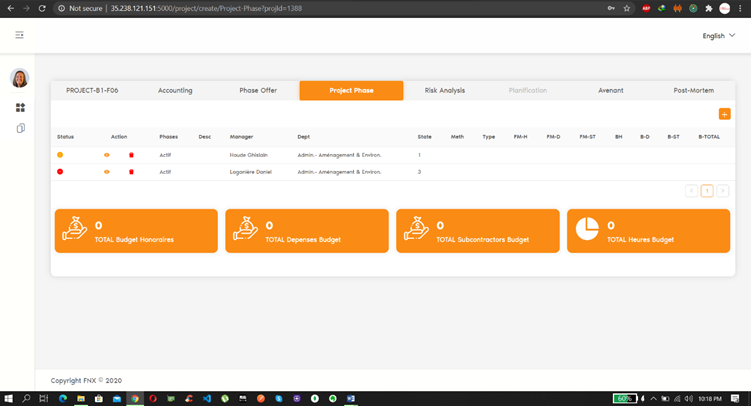 Not secure | 35.238.121.151:5000/project/create/Project-Phase?projId=1388
ABP
English
PROJECT-B1-F06 Accounting Phase Offer Project Phase Risk Analysis Planification Avenant Post-Mortem
+
Status Action Phases Desc Manager Dept State Meth Type FM-H FM-D FM-ST BH B-D B-ST B-TOTAL
Actif Haude Ghislain Admin.- Aménagement & Environ. 1
Actif Laganière Daniel Admin.- Aménagement & Environ. 3
< 1 >
0
TOTAL Budget Honoraires
0
TOTAL Depenses Budget
0
TOTAL Subcontractors Budget
0
TOTAL Heures Budget
Copyright FNX © 2020
60% 10:18 PM